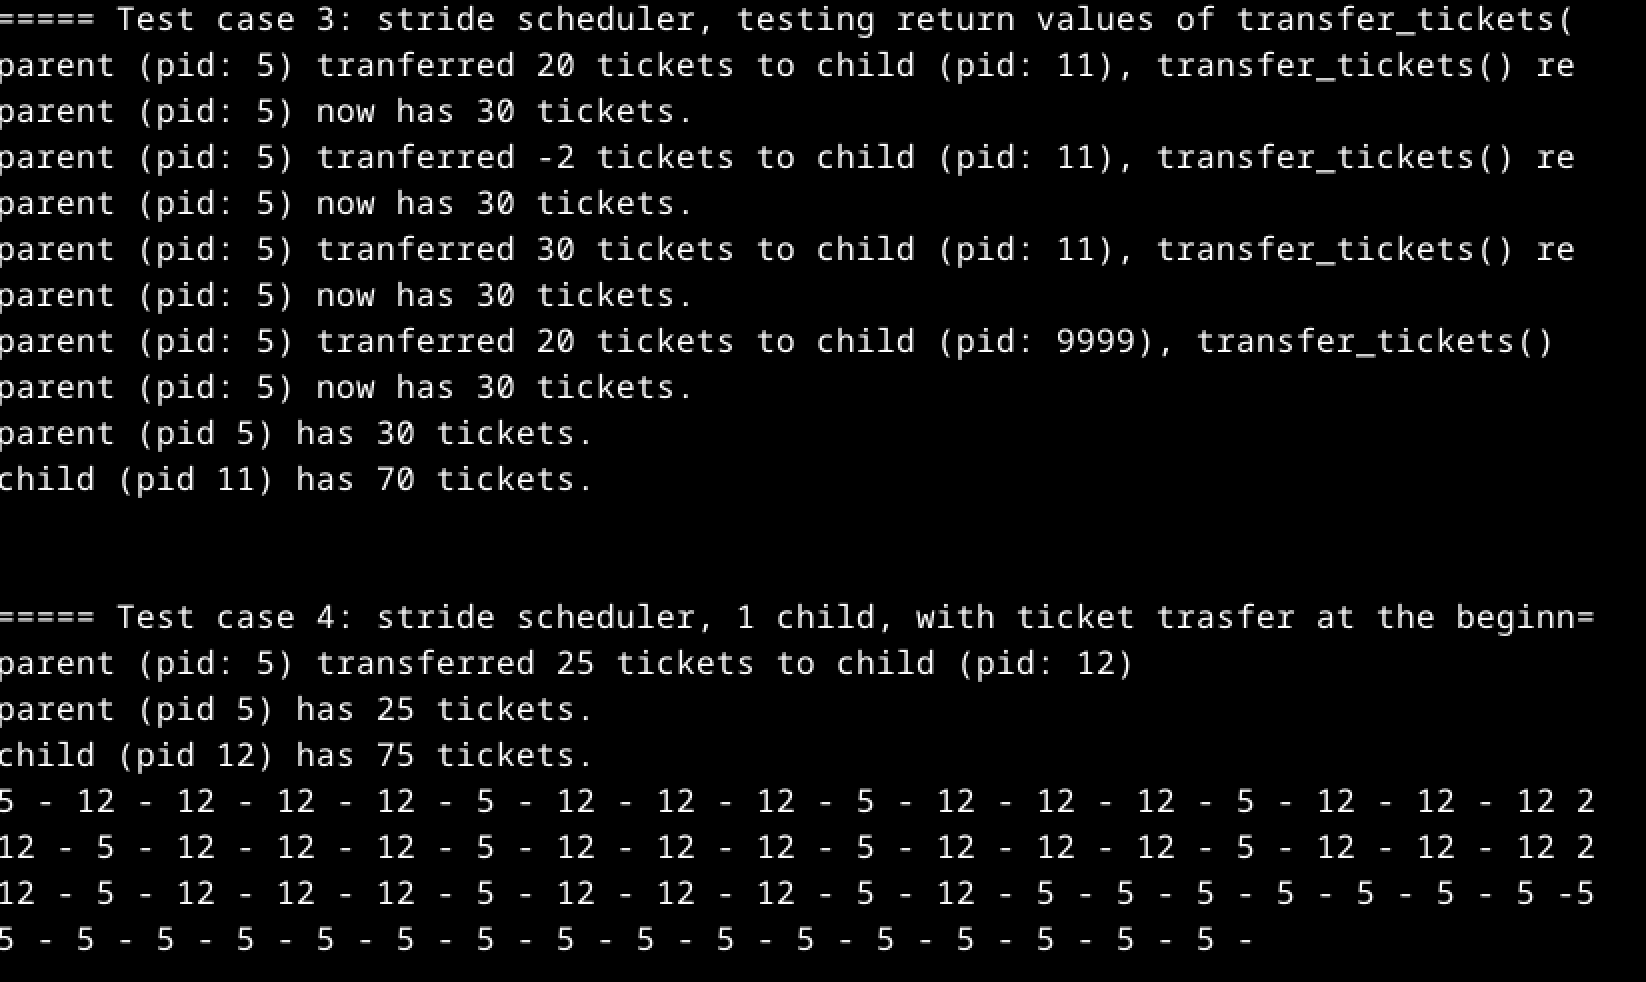 ===== Test case 3: stride scheduler, testing return values of transfer_tickets(
parent (pid: 5) tranferred 20 tickets to child (pid: 11), transfer_tickets() re
parent (pid: 5) now has 30 tickets.
parent (pid: 5) tranferred -2 tickets to child (pid: 11), transfer_tickets() re
parent (pid: 5) now has 30 tickets.
parent (pid: 5) tranferred 30 tickets to child (pid: 11), transfer_tickets() re
parent (pid: 5) now has 30 tickets.
parent (pid: 5) tranferred 20 tickets to child (pid: 9999), transfer_tickets()
parent (pid: 5) now has 30 tickets.
parent (pid 5) has 30 tickets.
child (pid 11) has 70 tickets.
===== Test case 4: stride scheduler, 1 child, with ticket trasfer at the beginn=
parent (pid: 5) transferred 25 tickets to child (pid: 12)
parent (pid 5) has 25 tickets.
child (pid 12) has 75 tickets.
5 - 12 - 12 - 12 - 12 - 5 - 12 - 12 - 12 - 5 - 12 - 12 - 12 - 5 - 12 - 12 - 12 2
12 - 5 - 12 - 12 - 12 - 5 - 12 - 12 - 12 - 5 - 12 - 12 - 12 - 5 - 12 - 12 - 12 2
12 - 5 - 12 - 12 - 12 - 5 - 12 - 12 - 12 - 5 - 12 - 5 - 5 - 5 - 5 - 5 - 5 - 5 -5
5 - 5 - 5 - 5 - 5 - 5 - 5 - 5 - 5 - 5 - 5 - 5 - 5 - 5 - 5 - 5 -